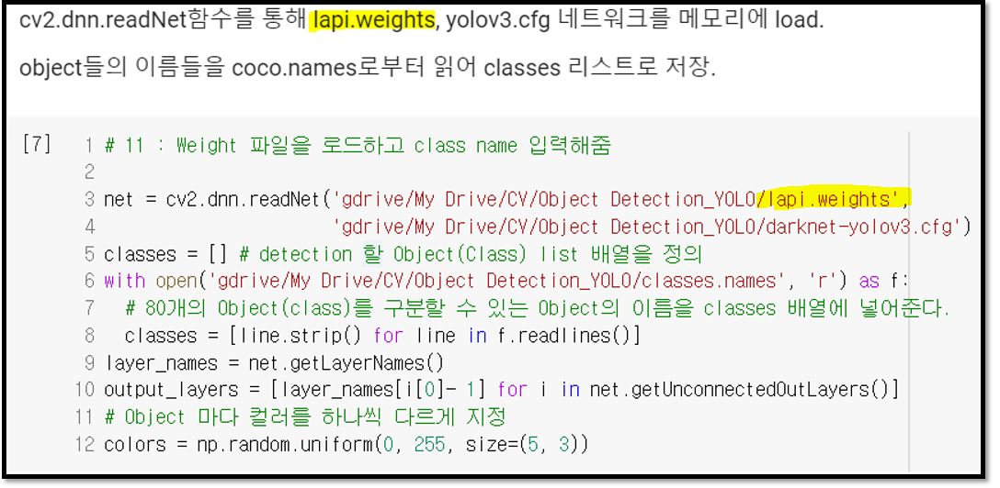 cv2.dnn.readNet함수를 통해 lapi.weights, yolov3.cfg 네트워크를 메모리에 load.
object들의 이름들을 coco.names로부터 읽어 classes 리스트로 저장.
[7] 1 # 11 : Weight 파일을 로드하고 class name 입력해줌
2
3 net = cv2.dnn.readNet('gdrive/My Drive/CV/Object Detection_YOLO/lapi.weights',
4 'gdrive/My Drive/CV/Object Detection_YOLO/darknet-yolov3.cfg')
5 classes = [] # detection 할 Object(Class) list 배열을 정의
6 with open('gdrive/My Drive/CV/Object Detection_YOLO/classes.names', 'r') as f:
7 # 80개의 Object(class)를 구분할 수 있는 Object의 이름을 classes 배열에 넣어준다.
8 classes = [line.strip() for line in f.readlines()]
9 layer_names = net.getLayerNames()
10 output_layers = [layer_names[i[0]- 1] for i in net.getUnconnectedOutLayers()]
11 # Object 마다 컬러를 하나씩 다르게 지정
12 colors = np.random.uniform(0, 255, size=(5, 3))